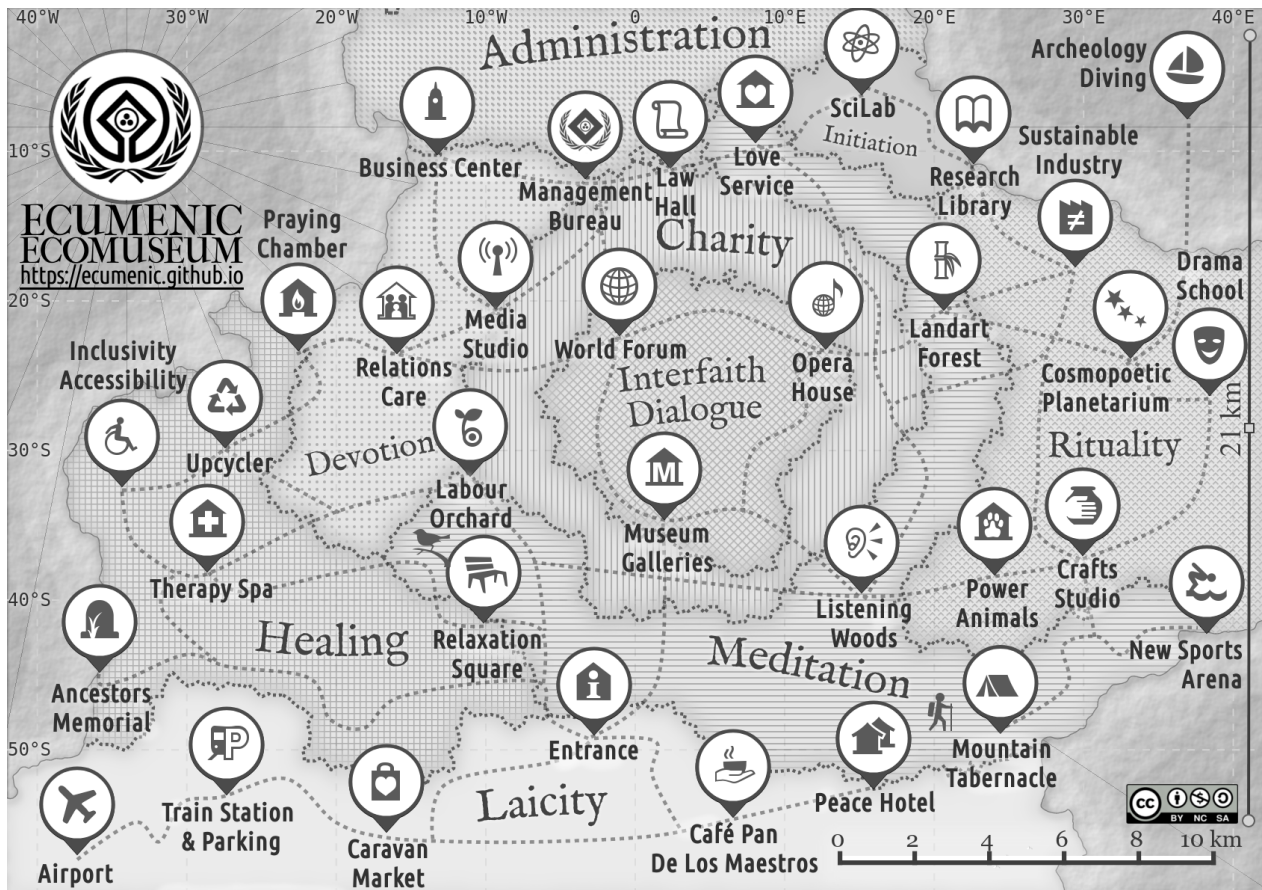 40°W
30°W
20°W
10°W
0
10°E
20°E
30°E
40°E
10°S
20°S
30°S
40°S
50°S
ECUMENIC
ECOMUSEUM
https://ecumenic.github.io
Administration
Business Center
Management
Bureau
Law
Hall
Love
Service
SciLab
Initiation
Research
Library
Archeology
Diving
Sustainable
Industry
Praying
Chamber
Charity
Media
Studio
World Forum
Relations
Care
Opera
House
Landart
Forest
Drama
School
Cosmopoetic
Planetarium
Inclusivity
Accessibility
Upcycler
Interfaith
Dialogue
Devotion
Rituality
21 km
Labour
Orchard
M
Museum
Galleries
Therapy Spa
Listening
Woods
Power
Animals
Crafts
Studio
Healing
Relaxation
Square
Meditation
New Sports
Arena
Ancestors
Memorial
Entrance
Mountain
Tabernacle
P
Train Station
& Parking
Laicity
Peace Hotel
Airport
Caravan
Market
Café Pan
De Los Maestros
cc
BY NC SA
0 2 4 6 8 10 km